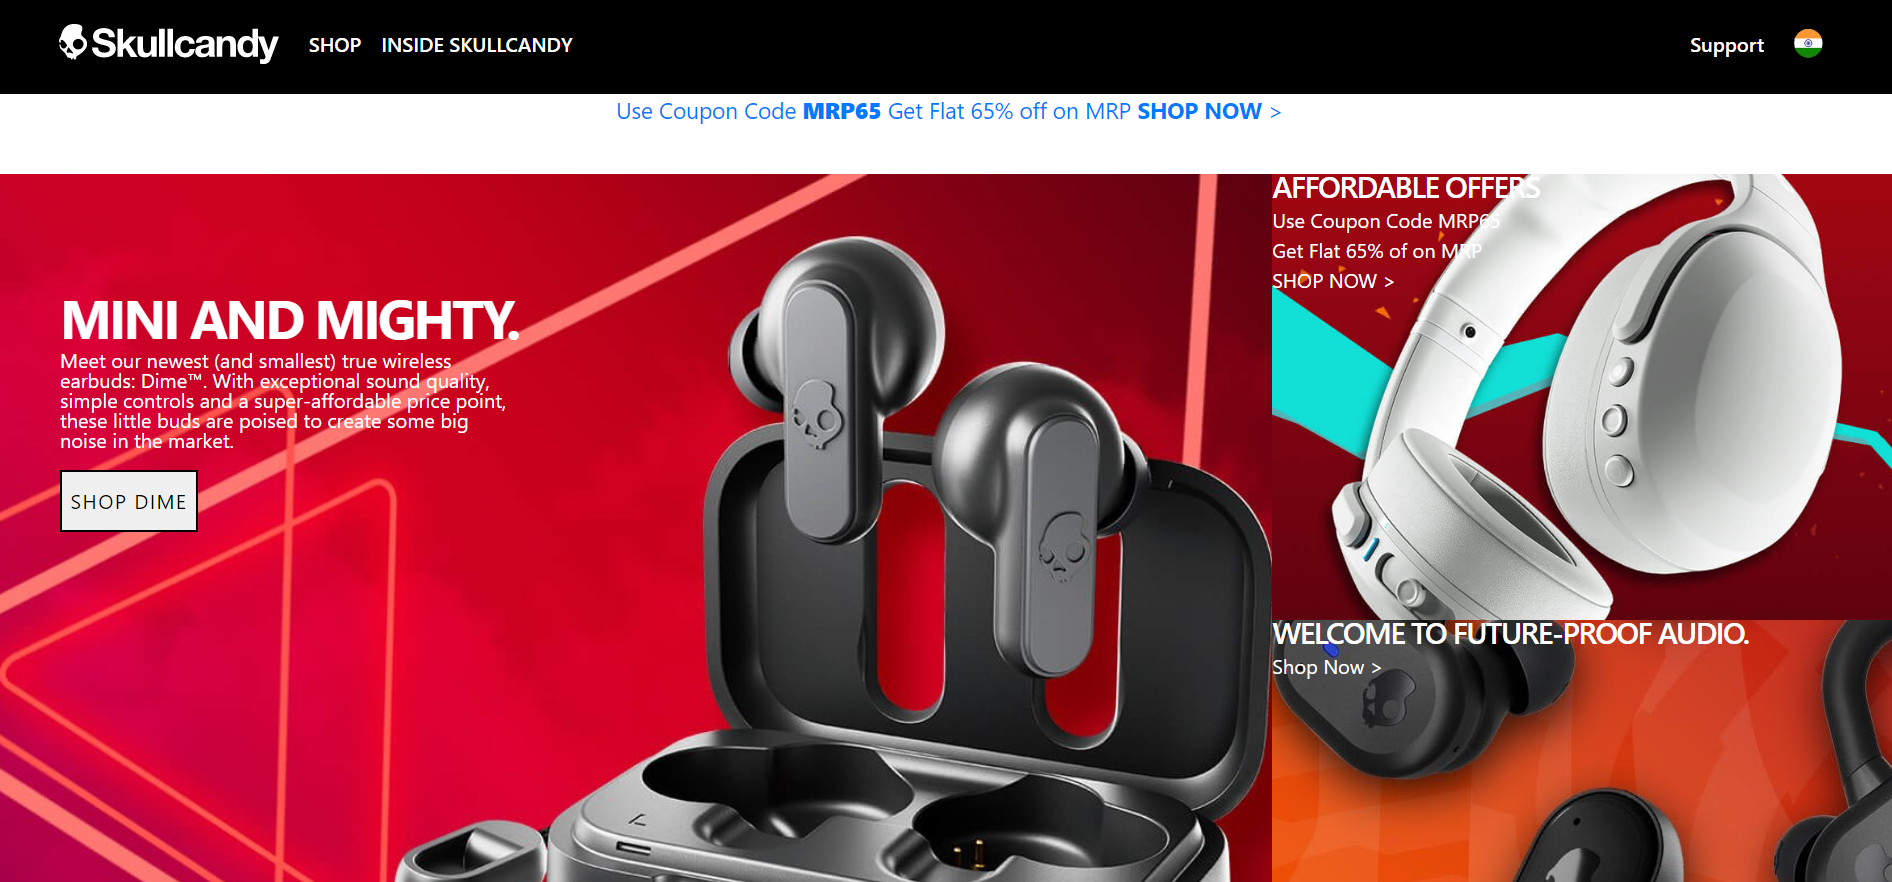 Skullcandy SHOP INSIDE SKULLCANDY Support
Use Coupon Code MRP65 Get Flat 65% off on MRP SHOP NOW >
MINI AND MIGHTY.
Meet our newest (and smallest) true wireless
earbuds: Dime™. With exceptional sound quality,
simple controls and a super-affordable price point,
these little buds are poised to create some big
noise in the market.
SHOP DIME
AFFORDABLE OFFERS
Use Coupon Code MRP65
Get Flat 65% of on MRP
SHOP NOW >
WELCOME TO FUTURE-PROOF AUDIO.
Shop Now >
L